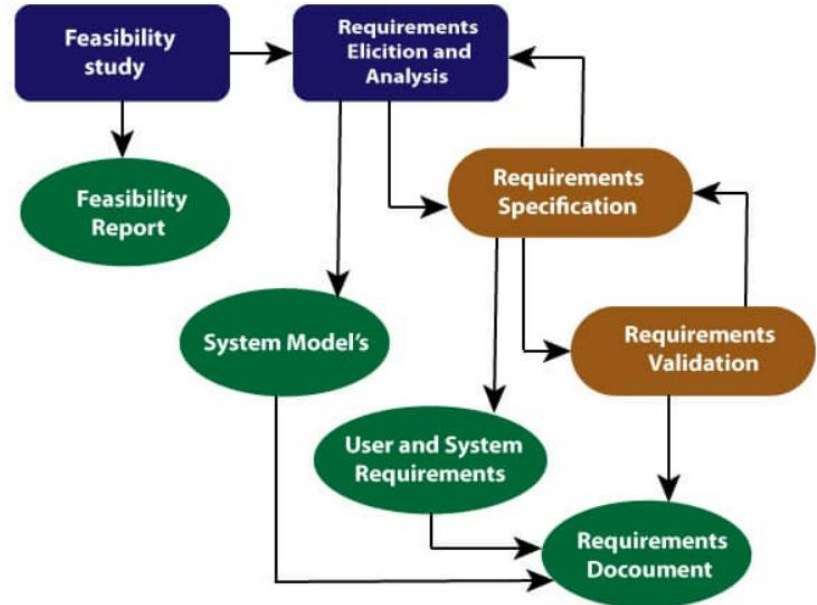 Feasibility
study
Requirements
Elicition and
Analysis
Feasibility
Report
Requirements
Specification
System Model's
Requirements
Validation
User and System
Requirements
Requirements
Docoument